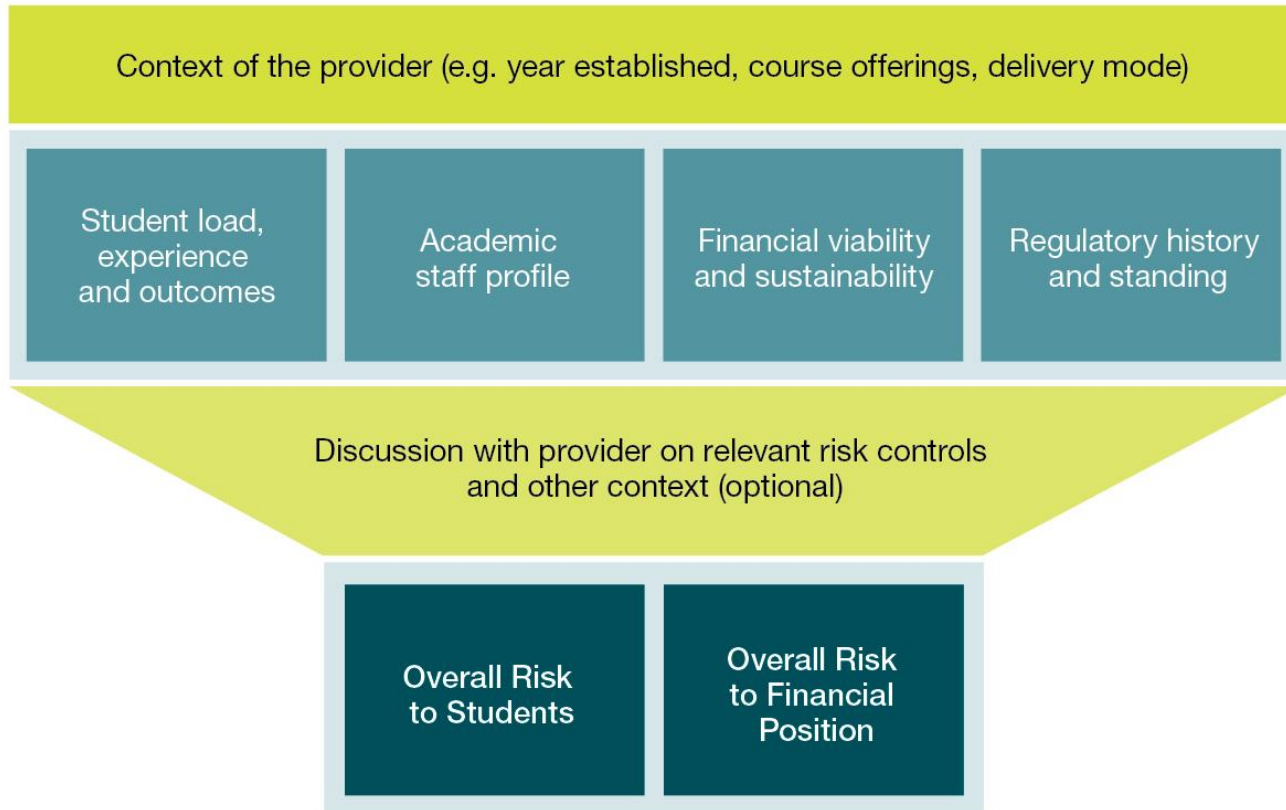 Context of the provider (e.g. year established, course offerings, delivery mode)
Student load,
experience
and outcomes
Academic
staff profile
Financial viability
and sustainability
Regulatory history
and standing
Discussion with provider on relevant risk controls
and other context (optional)
Overall Risk
to Students
Overall Risk
to Financial
Position